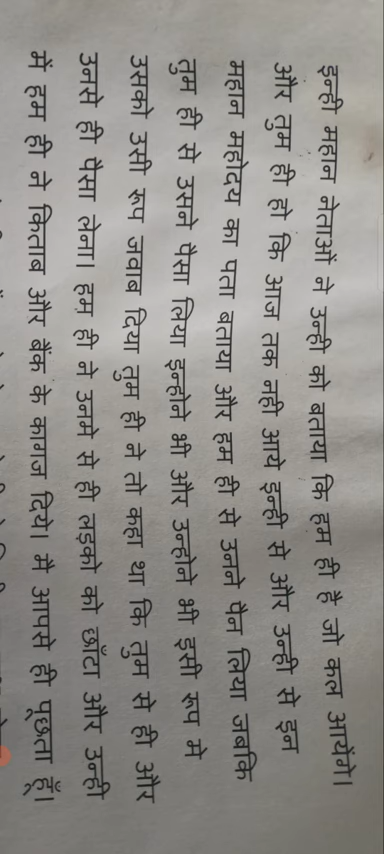 इन्ही महान नेताओं ने उन्ही को बताया कि हम ही है जो कल आयेंगे।
और तुम ही हो कि आज तक नही आये इन्ही से और उन्ही से इन
महान महोदय का पता बताया और हम ही से उनने पैन लिया जबकि
तुम ही से उसने पैसा लिया इन्होने भी और उन्होने भी इसी रूप मे
उसको उसी रूप जवाब दिया तुम ही ने तो कहा था कि तुम से ही और
उनसे ही पैसा लेना। हम ही ने उनमे से ही लड़को को छाँटा और उन्ही
में हम ही ने किताब और बैंक के कागज दिये। मै आपसे ही पूछता हूँ।